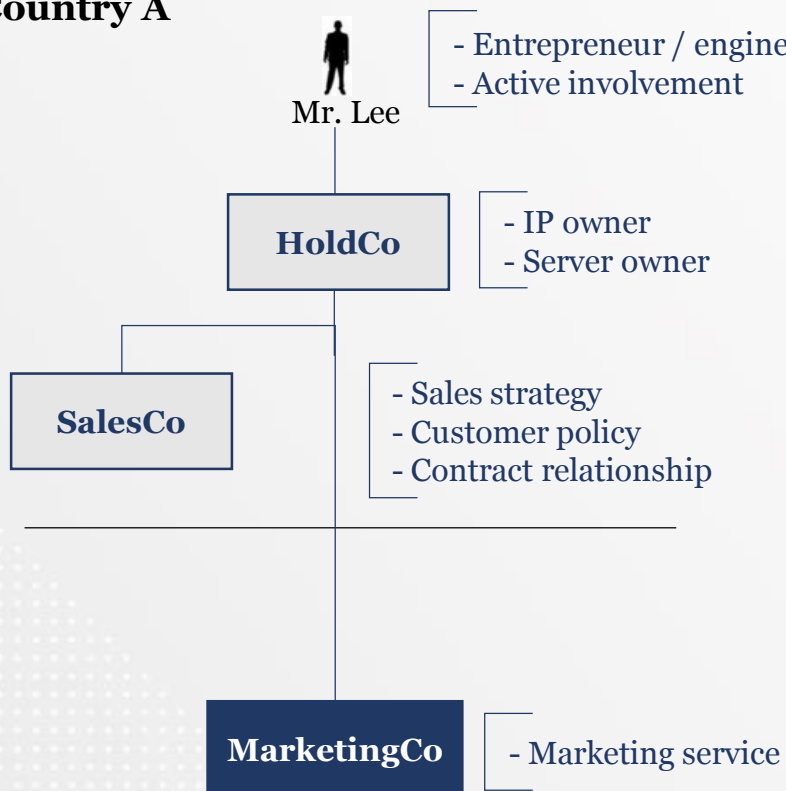 Country A
- Entrepreneur / engine
- Active involvement
Mr. Lee
HoldCo
- IP owner
- Server owner
SalesCo
- Sales strategy
- Customer policy
- Contract relationship
MarketingCo
- Marketing service